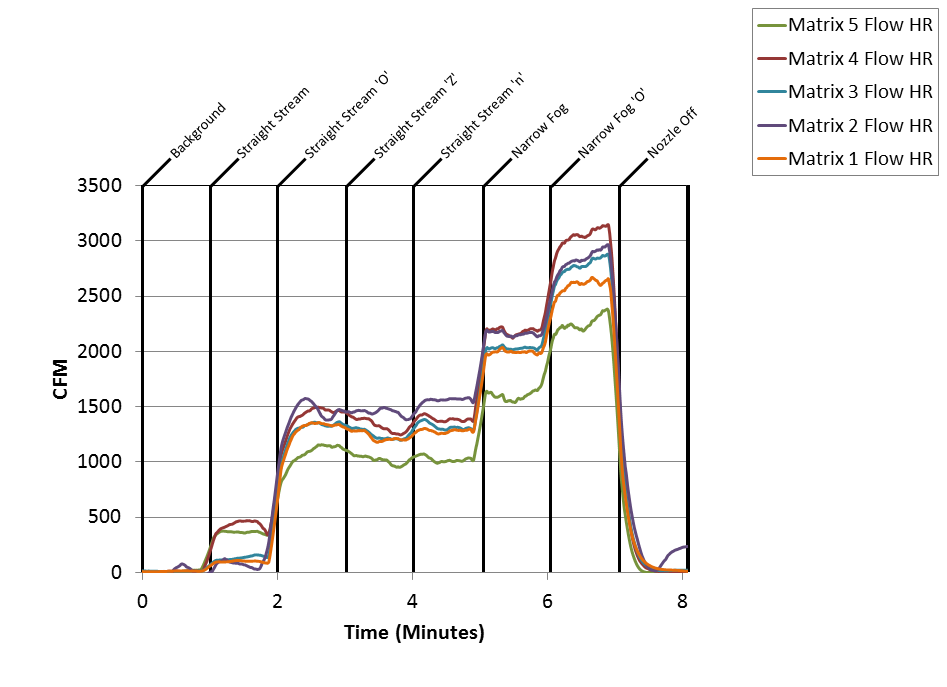 Matrix 5 Flow HR
Matrix 4 Flow HR
Matrix 3 Flow HR
Matrix 2 Flow HR
Matrix 1 Flow HR
Background
Straight Stream
Straight Stream 'O'
Straight Stream 'Z'
Straight Stream 'n'
Narrow Fog
Narrow Fog 'O'
Nozzle Off
3500
3000
2500
2000
1500
1000
500
0
CFM
0 2 4 6 8
Time (Minutes)